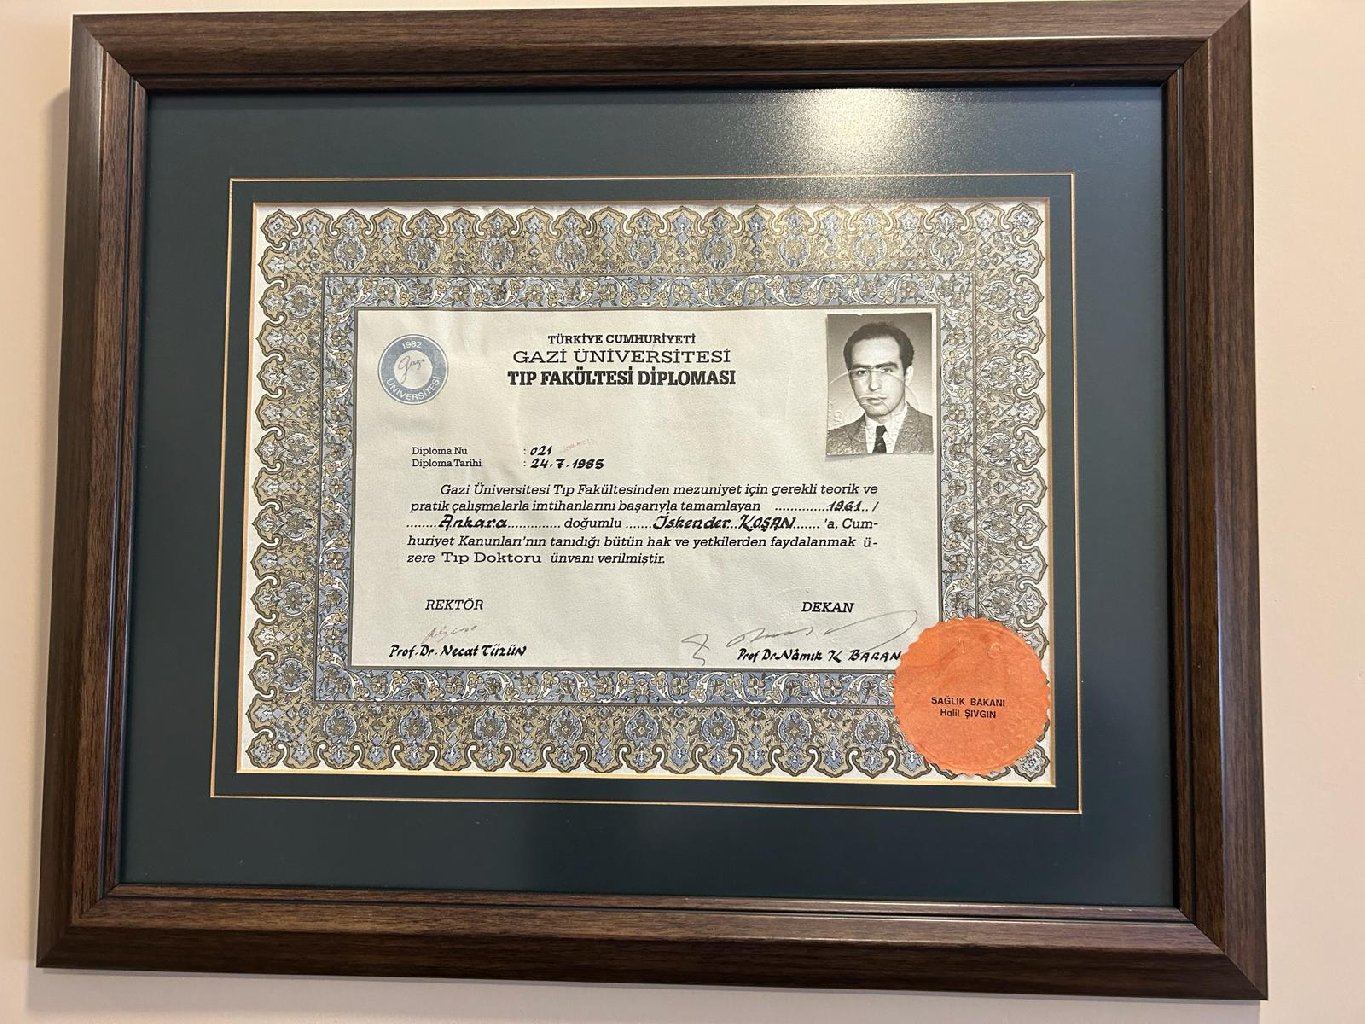 1982
Gazi
ÜNİVERSİTESİ
TÜRKİYE CUMHURİYETİ
GAZİ ÜNİVERSİTESİ
TIP FAKÜLTESİ DİPLOMASI
Diploma Nu : 021
Diploma Tarihi : 24.7.1985
Gazi Üniversitesi Tıp Fakültesinden mezuniyet için gerekli teorik ve
pratik çalışmalarla imtihanlarını başarıyla tamamlayan ..............1961../
........Ankara.............. doğumlu ......İskender KOŞAN...... 'a, Cum-
huriyet Kanunları'nın tanıdığı bütün hak ve yetkilerden faydalanmak ü-
zere Tıp Doktoru ünvanı verilmiştir.
REKTÖR DEKAN
Prof. Dr. Necat Tüzün Prof Dr. Nâmık K BARAN
SAĞLIK BAKANI
Halil ŞIVGIN